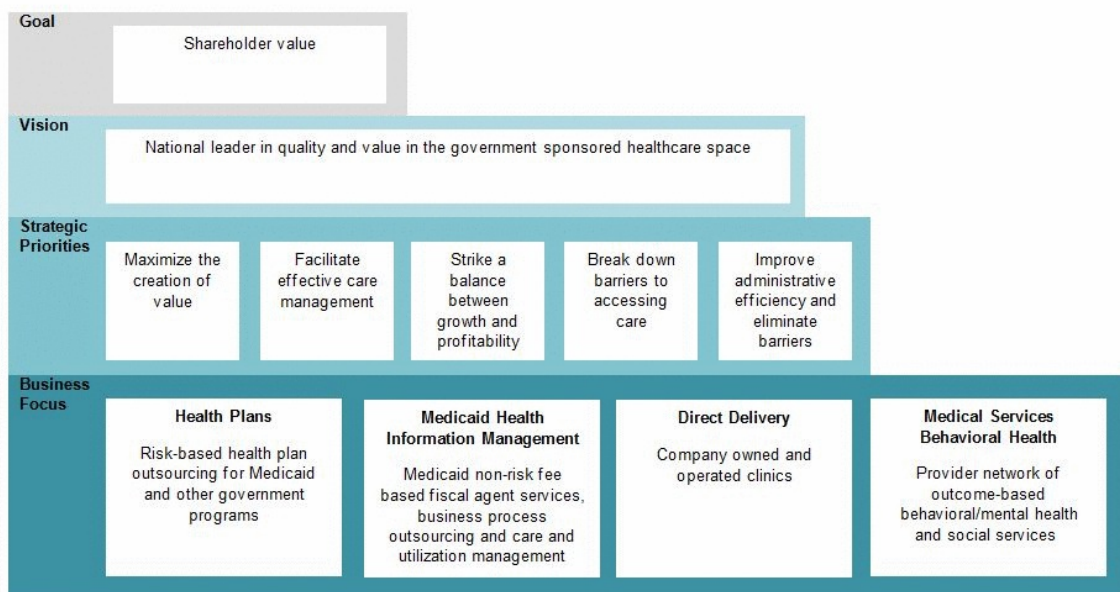 Goal
Shareholder value
Vision
National leader in quality and value in the government sponsored healthcare space
Strategic
Priorities
Maximize the
creation of
value
Facilitate
effective care
management
Strike a
balance
between
growth and
profitability
Break down
barriers to
accessing
care
Improve
administrative
efficiency and
eliminate
barriers
Business
Focus
Health Plans
Risk-based health plan
outsourcing for Medicaid
and other government
programs
Medicaid Health
Information Management
Medicaid non-risk fee
based fiscal agent services,
business process
outsourcing and care and
utilization management
Direct Delivery
Company owned and
operated clinics
Medical Services
Behavioral Health
Provider network of
outcome-based
behavioral/mental health
and social services